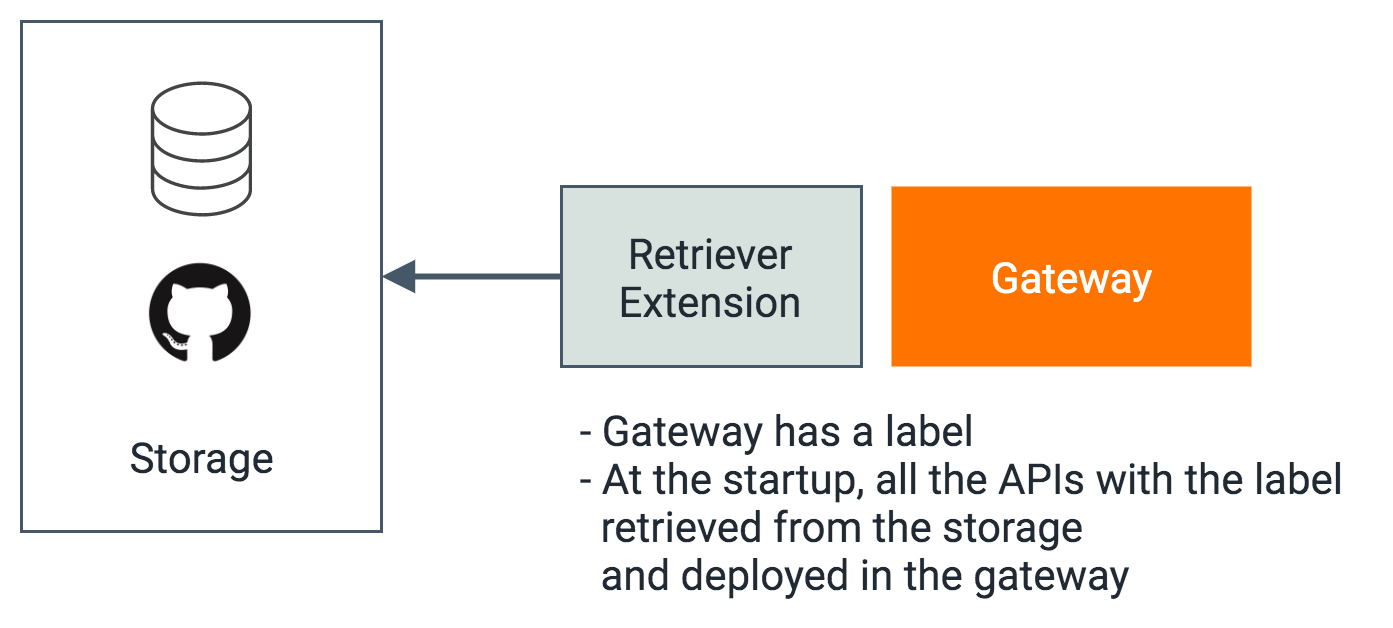 Storage
Retriever
Extension
Gateway
- Gateway has a label
- At the startup, all the APIs with the label
retrieved from the storage
and deployed in the gateway